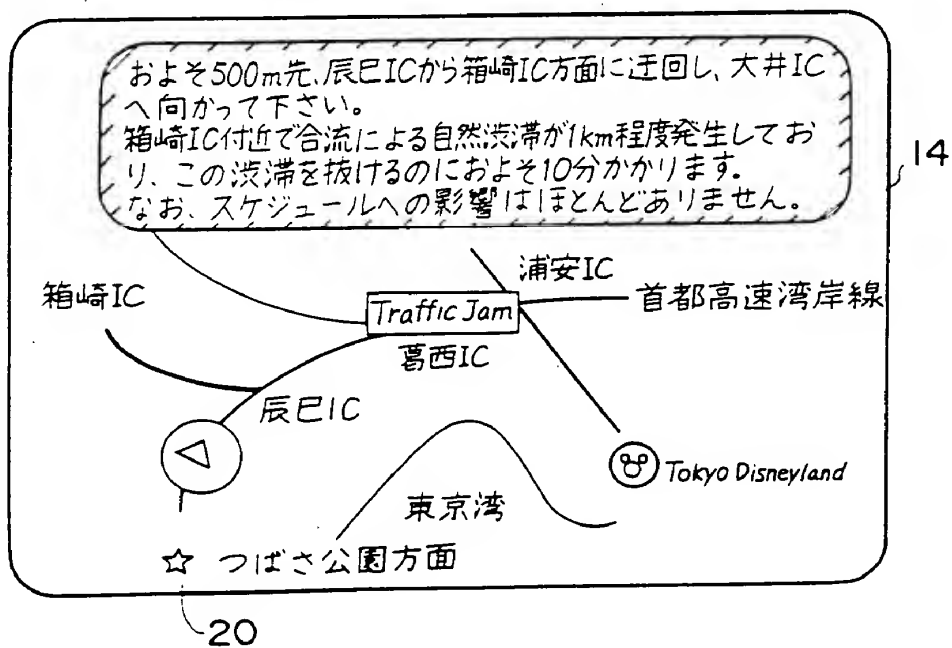 およそ500m先、辰巳ICから箱崎IC方面に迂回し、大井IC
へ向かって下さい。
箱崎IC付近で合流による自然渋滞が1km程度発生してお
り、この渋滞を抜けるのにおよそ10分かかります。
なお、スケジュールへの影響はほとんどありません。
14
浦安IC
箱崎IC
首都高速湾岸線
Traffic Jam
葛西IC
辰巳IC
Tokyo Disneyland
東京湾
☆ つばさ公園方面
20